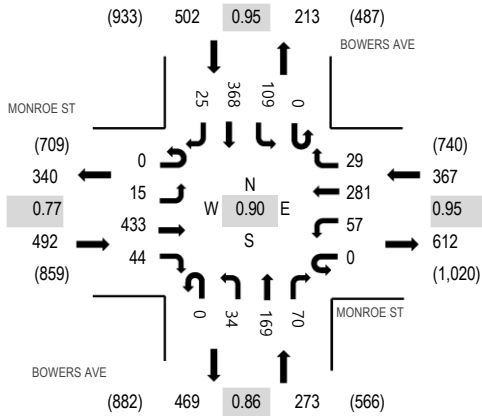 (933) 502 0.95 213 (487)
BOWERS AVE
25 368 109 0
MONROE ST
(709)
340
0.77
492
(859)
0
15
433
44
N
W 0.90 E
S
29
281
57
0
(740)
367
0.95
612
(1,020)
0 34 169 70
MONROE ST
BOWERS AVE
(882) 469 0.86 273 (566)